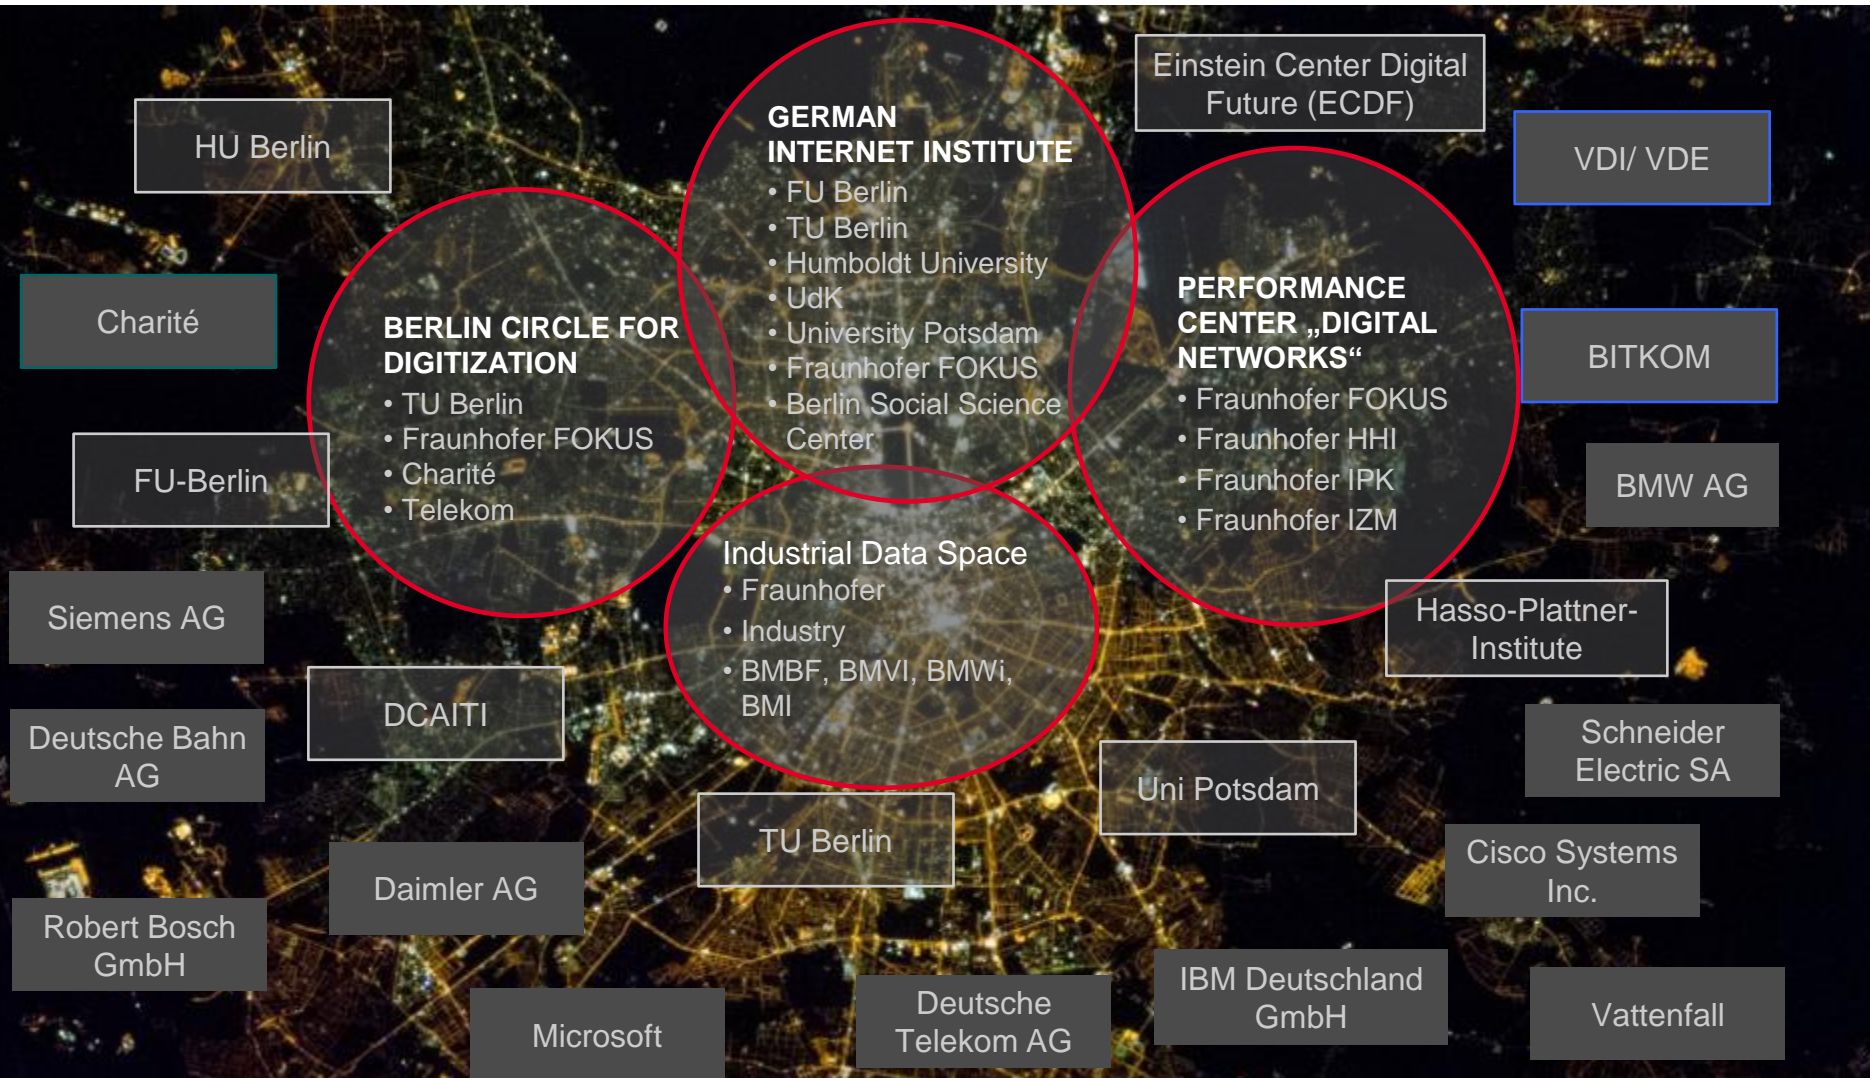 Einstein Center Digital
Future (ECDF)
HU Berlin
GERMAN
INTERNET INSTITUTE
• FU Berlin
• TU Berlin
• Humboldt University
• UdK
• University Potsdam
• Fraunhofer FOKUS
• Berlin Social Science
Center
VDI/ VDE
Charité
BERLIN CIRCLE FOR
DIGITIZATION
• TU Berlin
• Fraunhofer FOKUS
• Charité
• Telekom
PERFORMANCE
CENTER „DIGITAL
NETWORKS“
• Fraunhofer FOKUS
• Fraunhofer HHI
• Fraunhofer IPK
• Fraunhofer IZM
BITKOM
FU-Berlin
BMW AG
Industrial Data Space
• Fraunhofer
• Industry
• BMBF, BMVI, BMWi,
BMI
Siemens AG
Hasso-Plattner-
Institute
DCAITI
Deutsche Bahn
AG
Schneider
Electric SA
Uni Potsdam
TU Berlin
Daimler AG
Cisco Systems
Inc.
Robert Bosch
GmbH
Microsoft
Deutsche
Telekom AG
IBM Deutschland
GmbH
Vattenfall